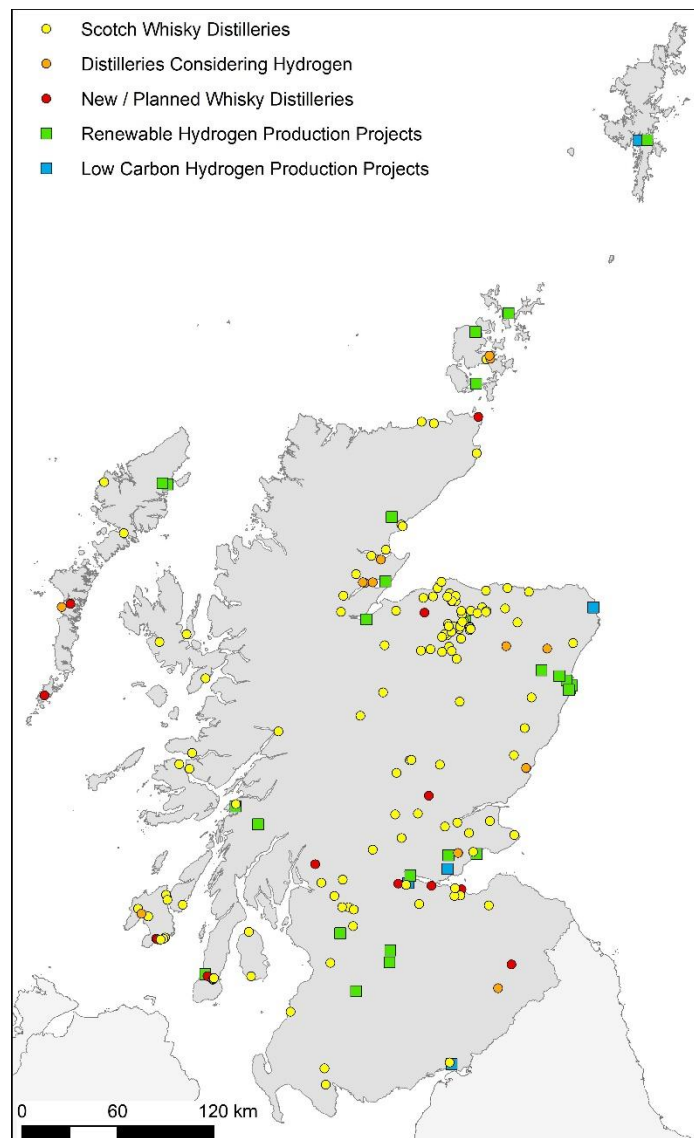 Scotch Whisky Distilleries
Distilleries Considering Hydrogen
New / Planned Whisky Distilleries
Renewable Hydrogen Production Projects
Low Carbon Hydrogen Production Projects
0 60 120 km